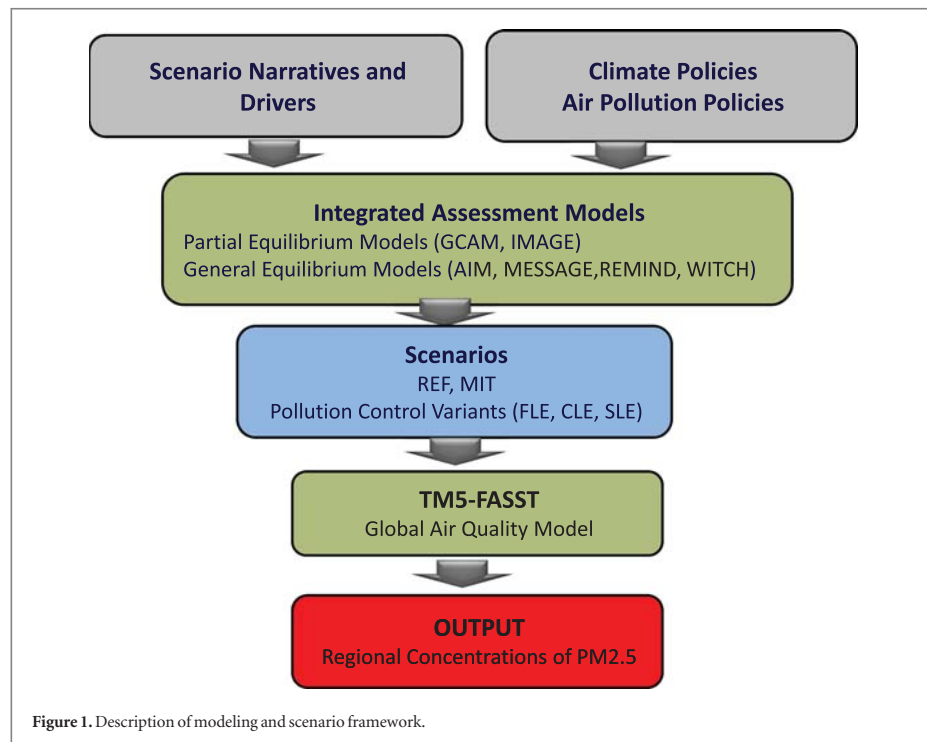 Scenario Narratives and
Drivers
Climate Policies
Air Pollution Policies
Integrated Assessment Models
Partial Equilibrium Models (GCAM, IMAGE)
General Equilibrium Models (AIM, MESSAGE,REMIND, WITCH)
Scenarios
REF, MIT
Pollution Control Variants (FLE, CLE, SLE)
TM5-FASST
Global Air Quality Model
OUTPUT
Regional Concentrations of PM2.5
Figure 1. Description of modeling and scenario framework.